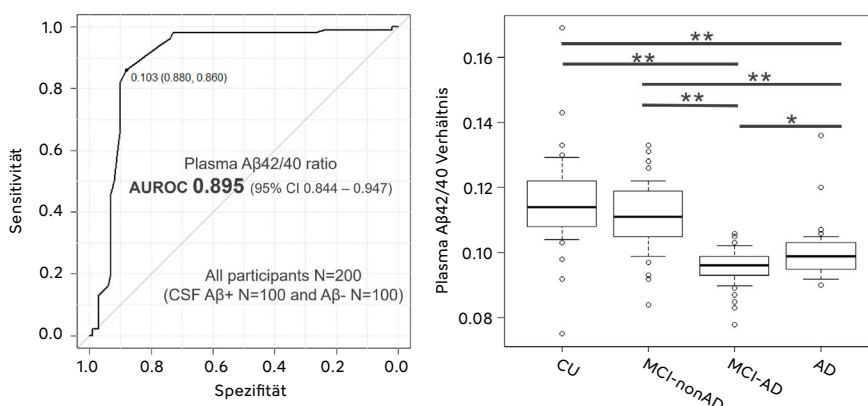 1.0
0.8
0.6
0.4
0.2
0.0
Sensitivität
0.103 (0.880, 0.860)
Plasma Aβ42/40 ratio
AUROC 0.895 (95% CI 0.844 – 0.947)
All participants N=200
(CSF Aβ+ N=100 and Aβ- N=100)
1.0 0.8 0.6 0.4 0.2 0.0
Spezifität
0.16
0.14
0.12
0.10
0.08
Plasma Aβ42/40 Verhältnis
**
**
**
**
*
CU MCI-nonAD MCI-AD AD